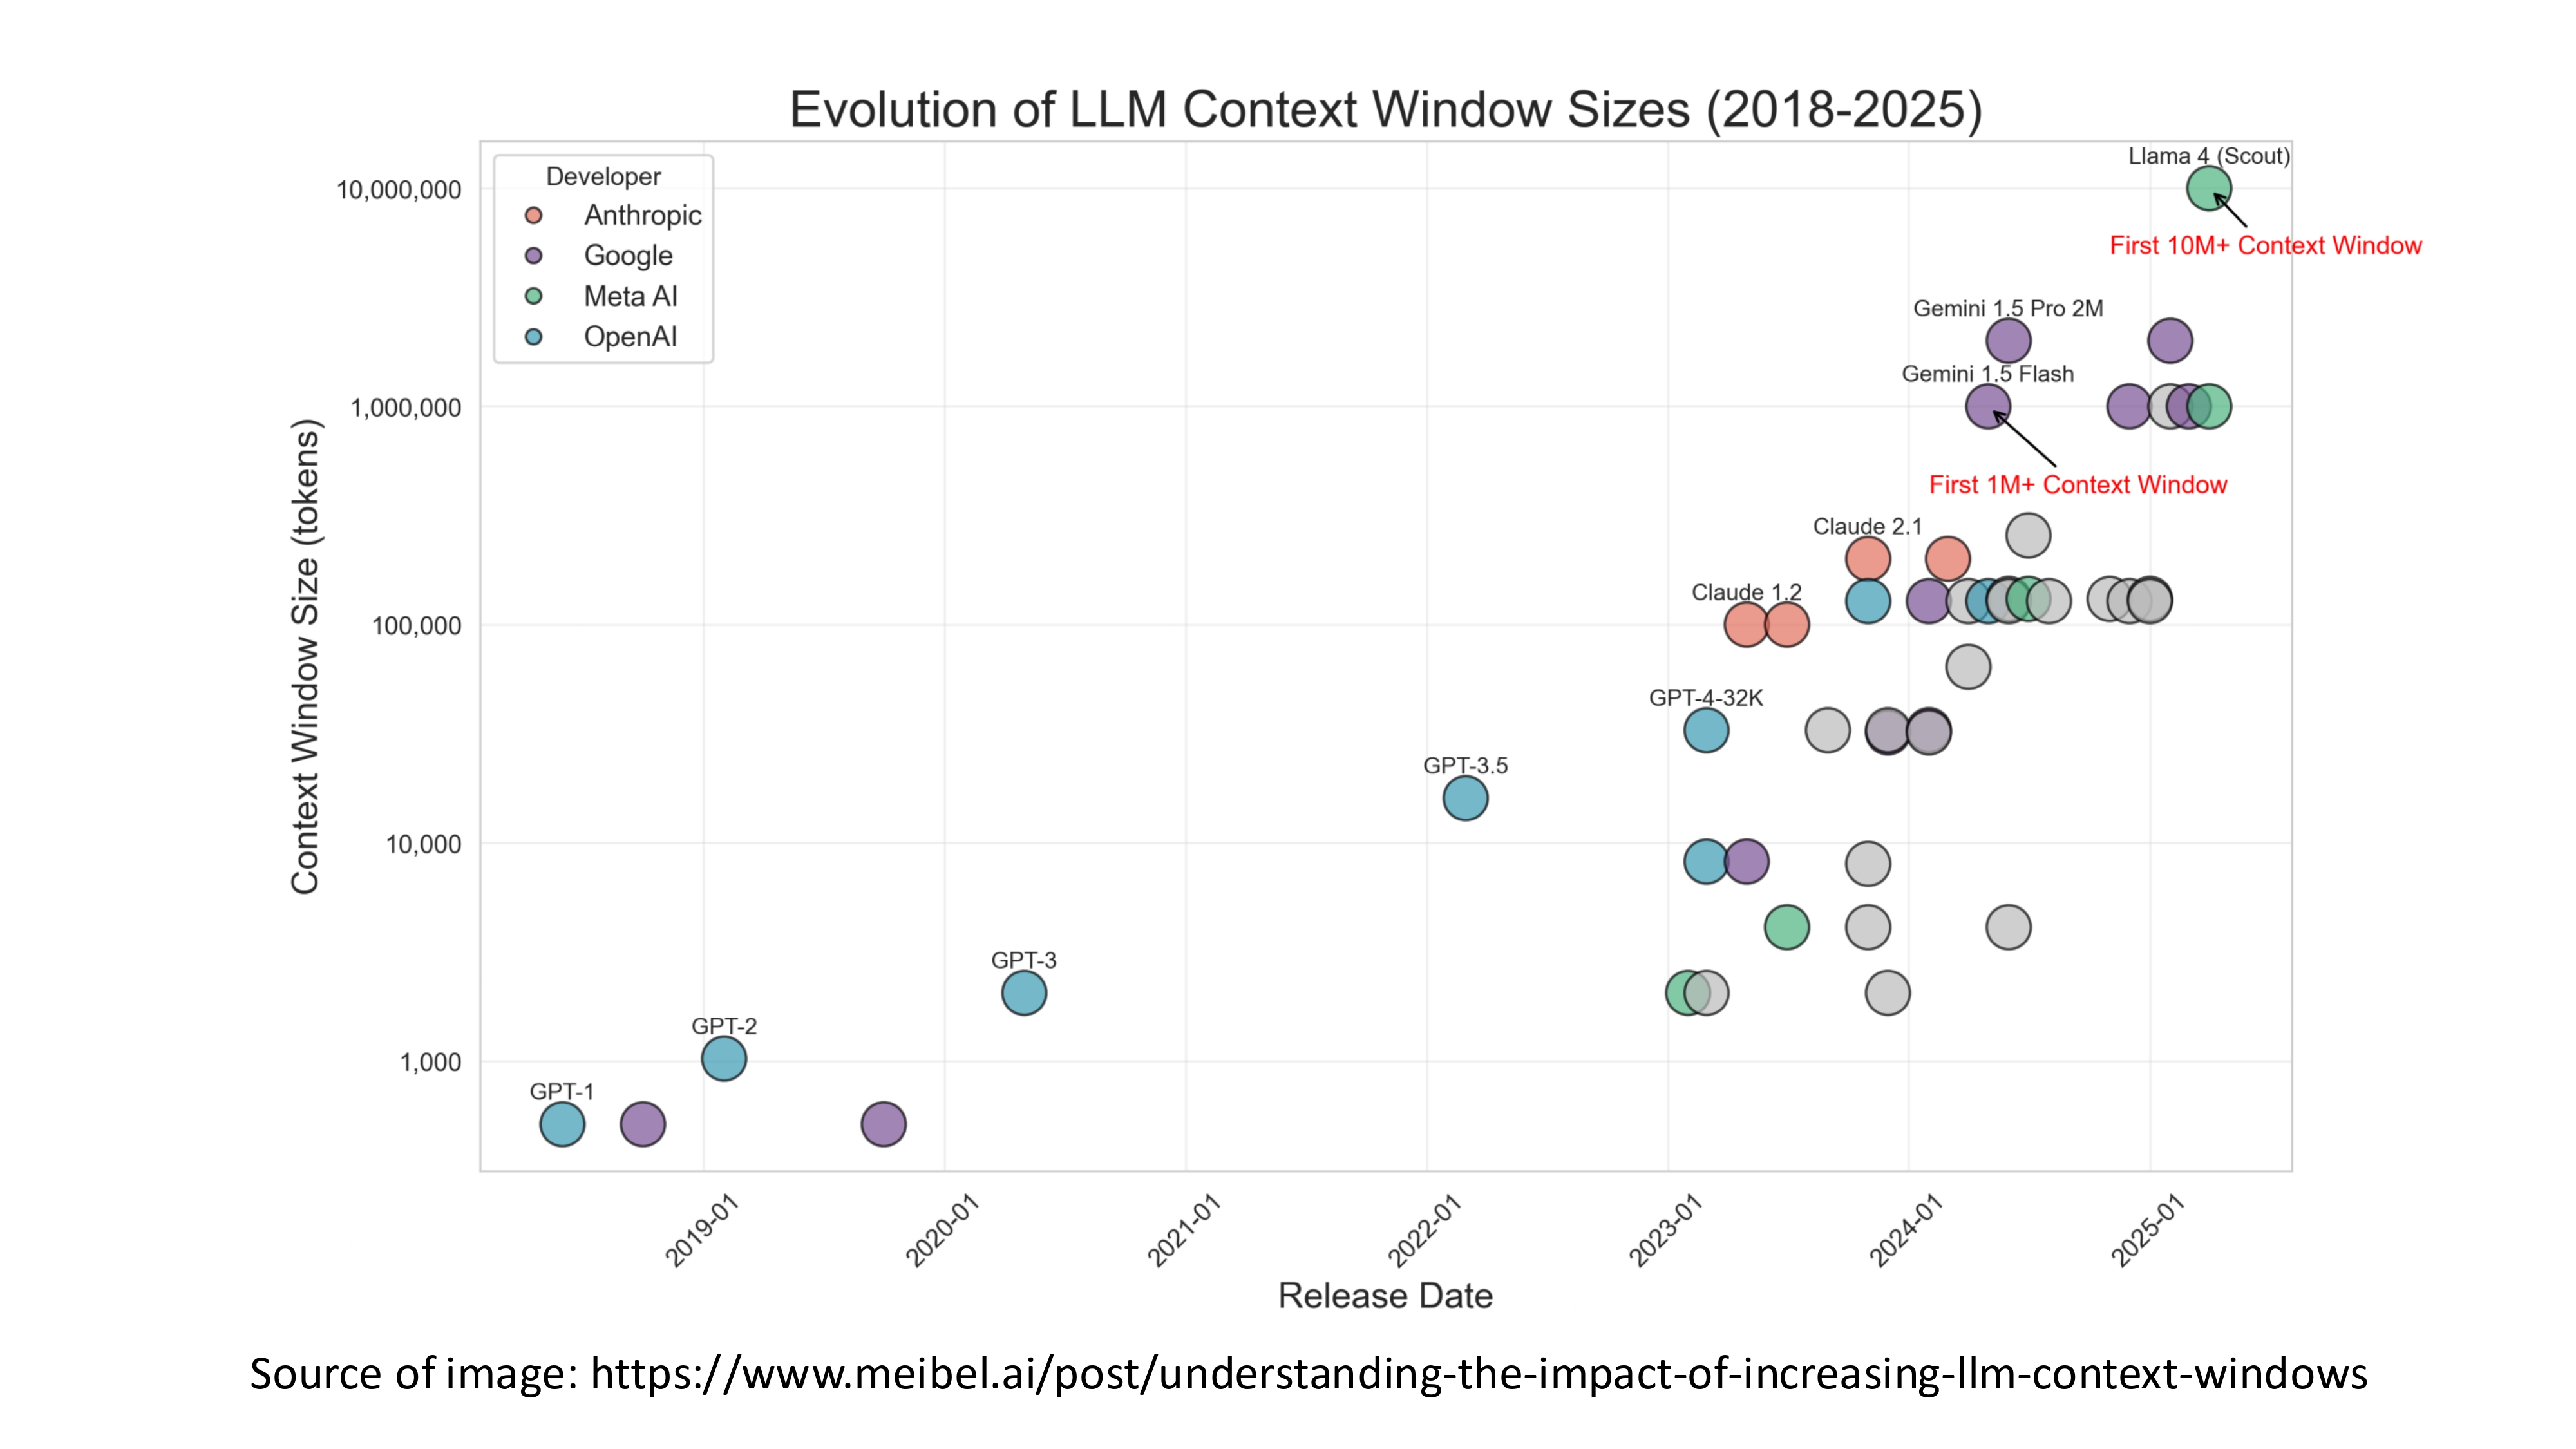 Evolution of LLM Context Window Sizes (2018-2025)
Developer
Anthropic
Google
Meta AI
OpenAI
Context Window Size (tokens)
10,000,000
1,000,000
100,000
10,000
1,000
Llama 4 (Scout)
First 10M+ Context Window
Gemini 1.5 Pro 2M
Gemini 1.5 Flash
First 1M+ Context Window
Claude 2.1
Claude 1.2
GPT-4-32K
GPT-3.5
GPT-3
GPT-2
GPT-1
2019-01
2020-01
2021-01
2022-01
2023-01
2024-01
2025-01
Release Date
Source of image: https://www.meibel.ai/post/understanding-the-impact-of-increasing-llm-context-windows